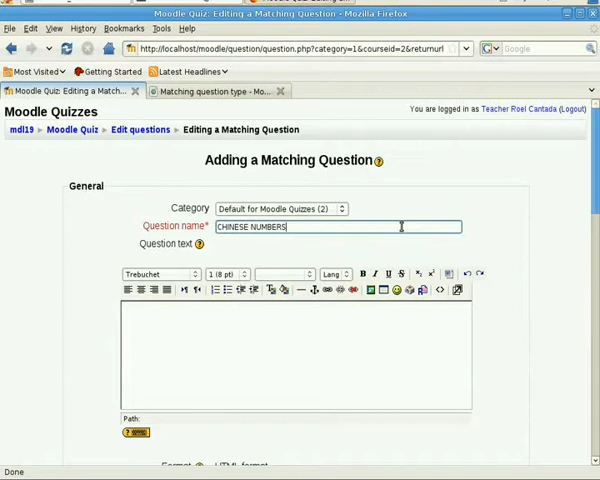 Moodle Quiz: Editing a Matching Question - Mozilla Firefox
File Edit View History Bookmarks Tools Help
http://localhost/moodle/question/question.php?category=1&courseid=2&returnurl
Google
Most Visited Getting Started Latest Headlines
Moodle Quiz: Editing a Match... Matching question type - Mo...
Moodle Quizzes
You are logged in as Teacher Roel Cantada (Logout)
mdl19 ► Moodle Quiz ► Edit questions ► Editing a Matching Question
Adding a Matching Question
General
Category Default for Moodle Quizzes (2)
Question name* CHINESE NUMBERS
Question text
Trebuchet 1 (8 pt) Lang B I U S
Path:
Format HTML format
Done